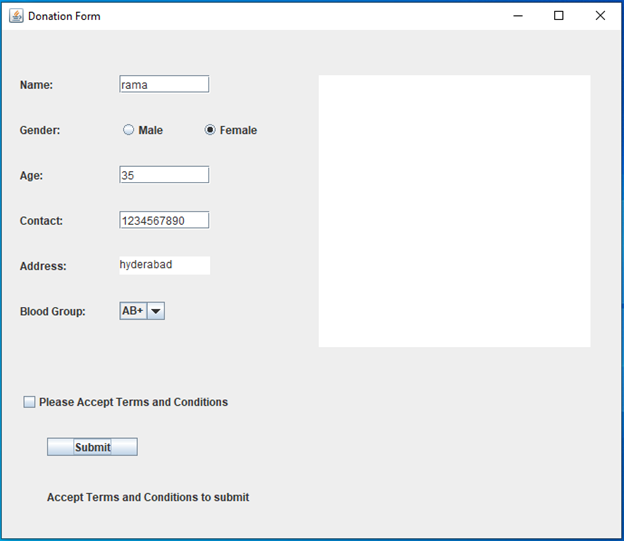 Donation Form
Name: rama
Gender: Male Female
Age: 35
Contact: 1234567890
Address: hyderabad
Blood Group: AB+
Please Accept Terms and Conditions
Submit
Accept Terms and Conditions to submit